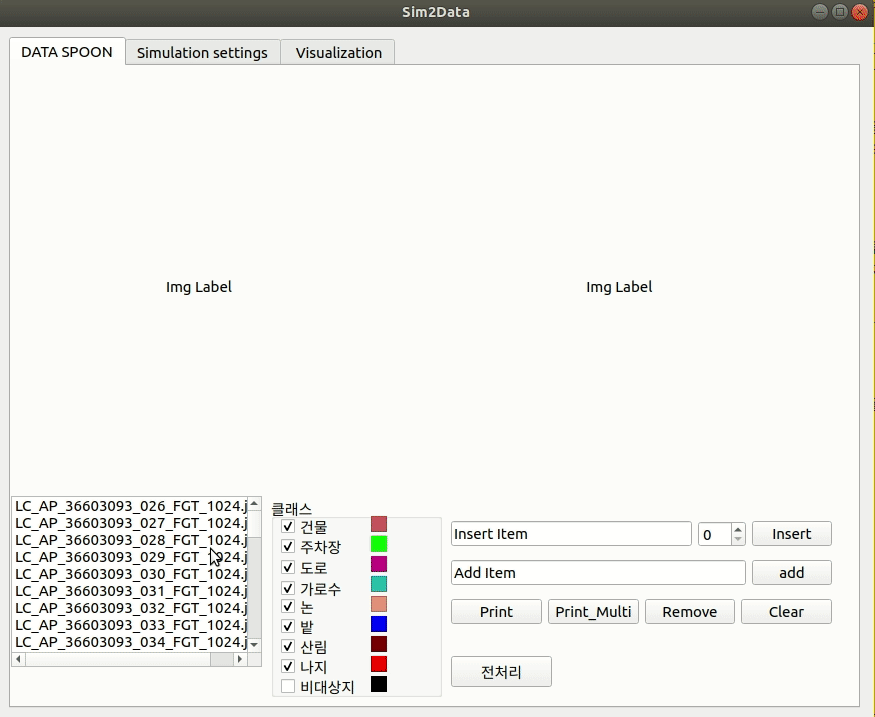 Sim2Data
DATA SPOON Simulation settings Visualization
Img Label Img Label
LC_AP_36603093_026_FGT_1024.j
LC_AP_36603093_027_FGT_1024.j
LC_AP_36603093_028_FGT_1024.j
LC_AP_36603093_029_FGT_1024.j
LC_AP_36603093_030_FGT_1024.j
LC_AP_36603093_031_FGT_1024.j
LC_AP_36603093_032_FGT_1024.j
LC_AP_36603093_033_FGT_1024.j
LC_AP_36603093_034_FGT_1024.j
클래스
건물
주차장
도로
가로수
논
밭
산림
나지
비대상지
Insert Item 0 Insert
Add Item add
Print Print_Multi Remove Clear
전처리